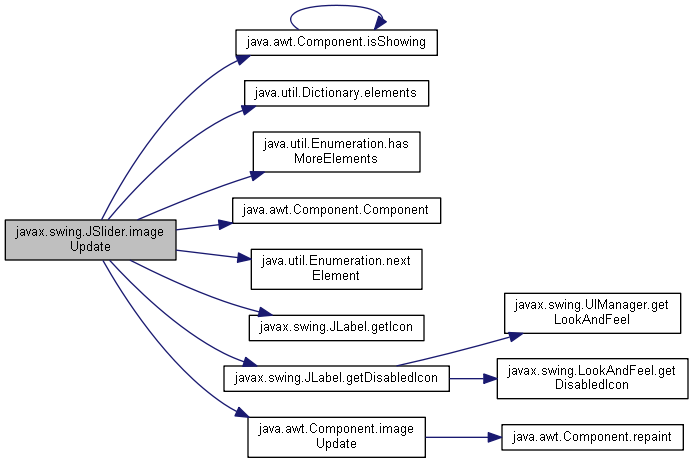 java.awt.Component.isShowing
java.util.Dictionary.elements
java.util.Enumeration.has
MoreElements
java.awt.Component.Component
javax.swing.JSlider.image
Update
java.util.Enumeration.next
Element
javax.swing.UIManager.get
LookAndFeel
javax.swing.JLabel.getIcon
javax.swing.JLabel.getDisabledIcon
javax.swing.LookAndFeel.get
DisabledIcon
java.awt.Component.image
Update
java.awt.Component.repaint